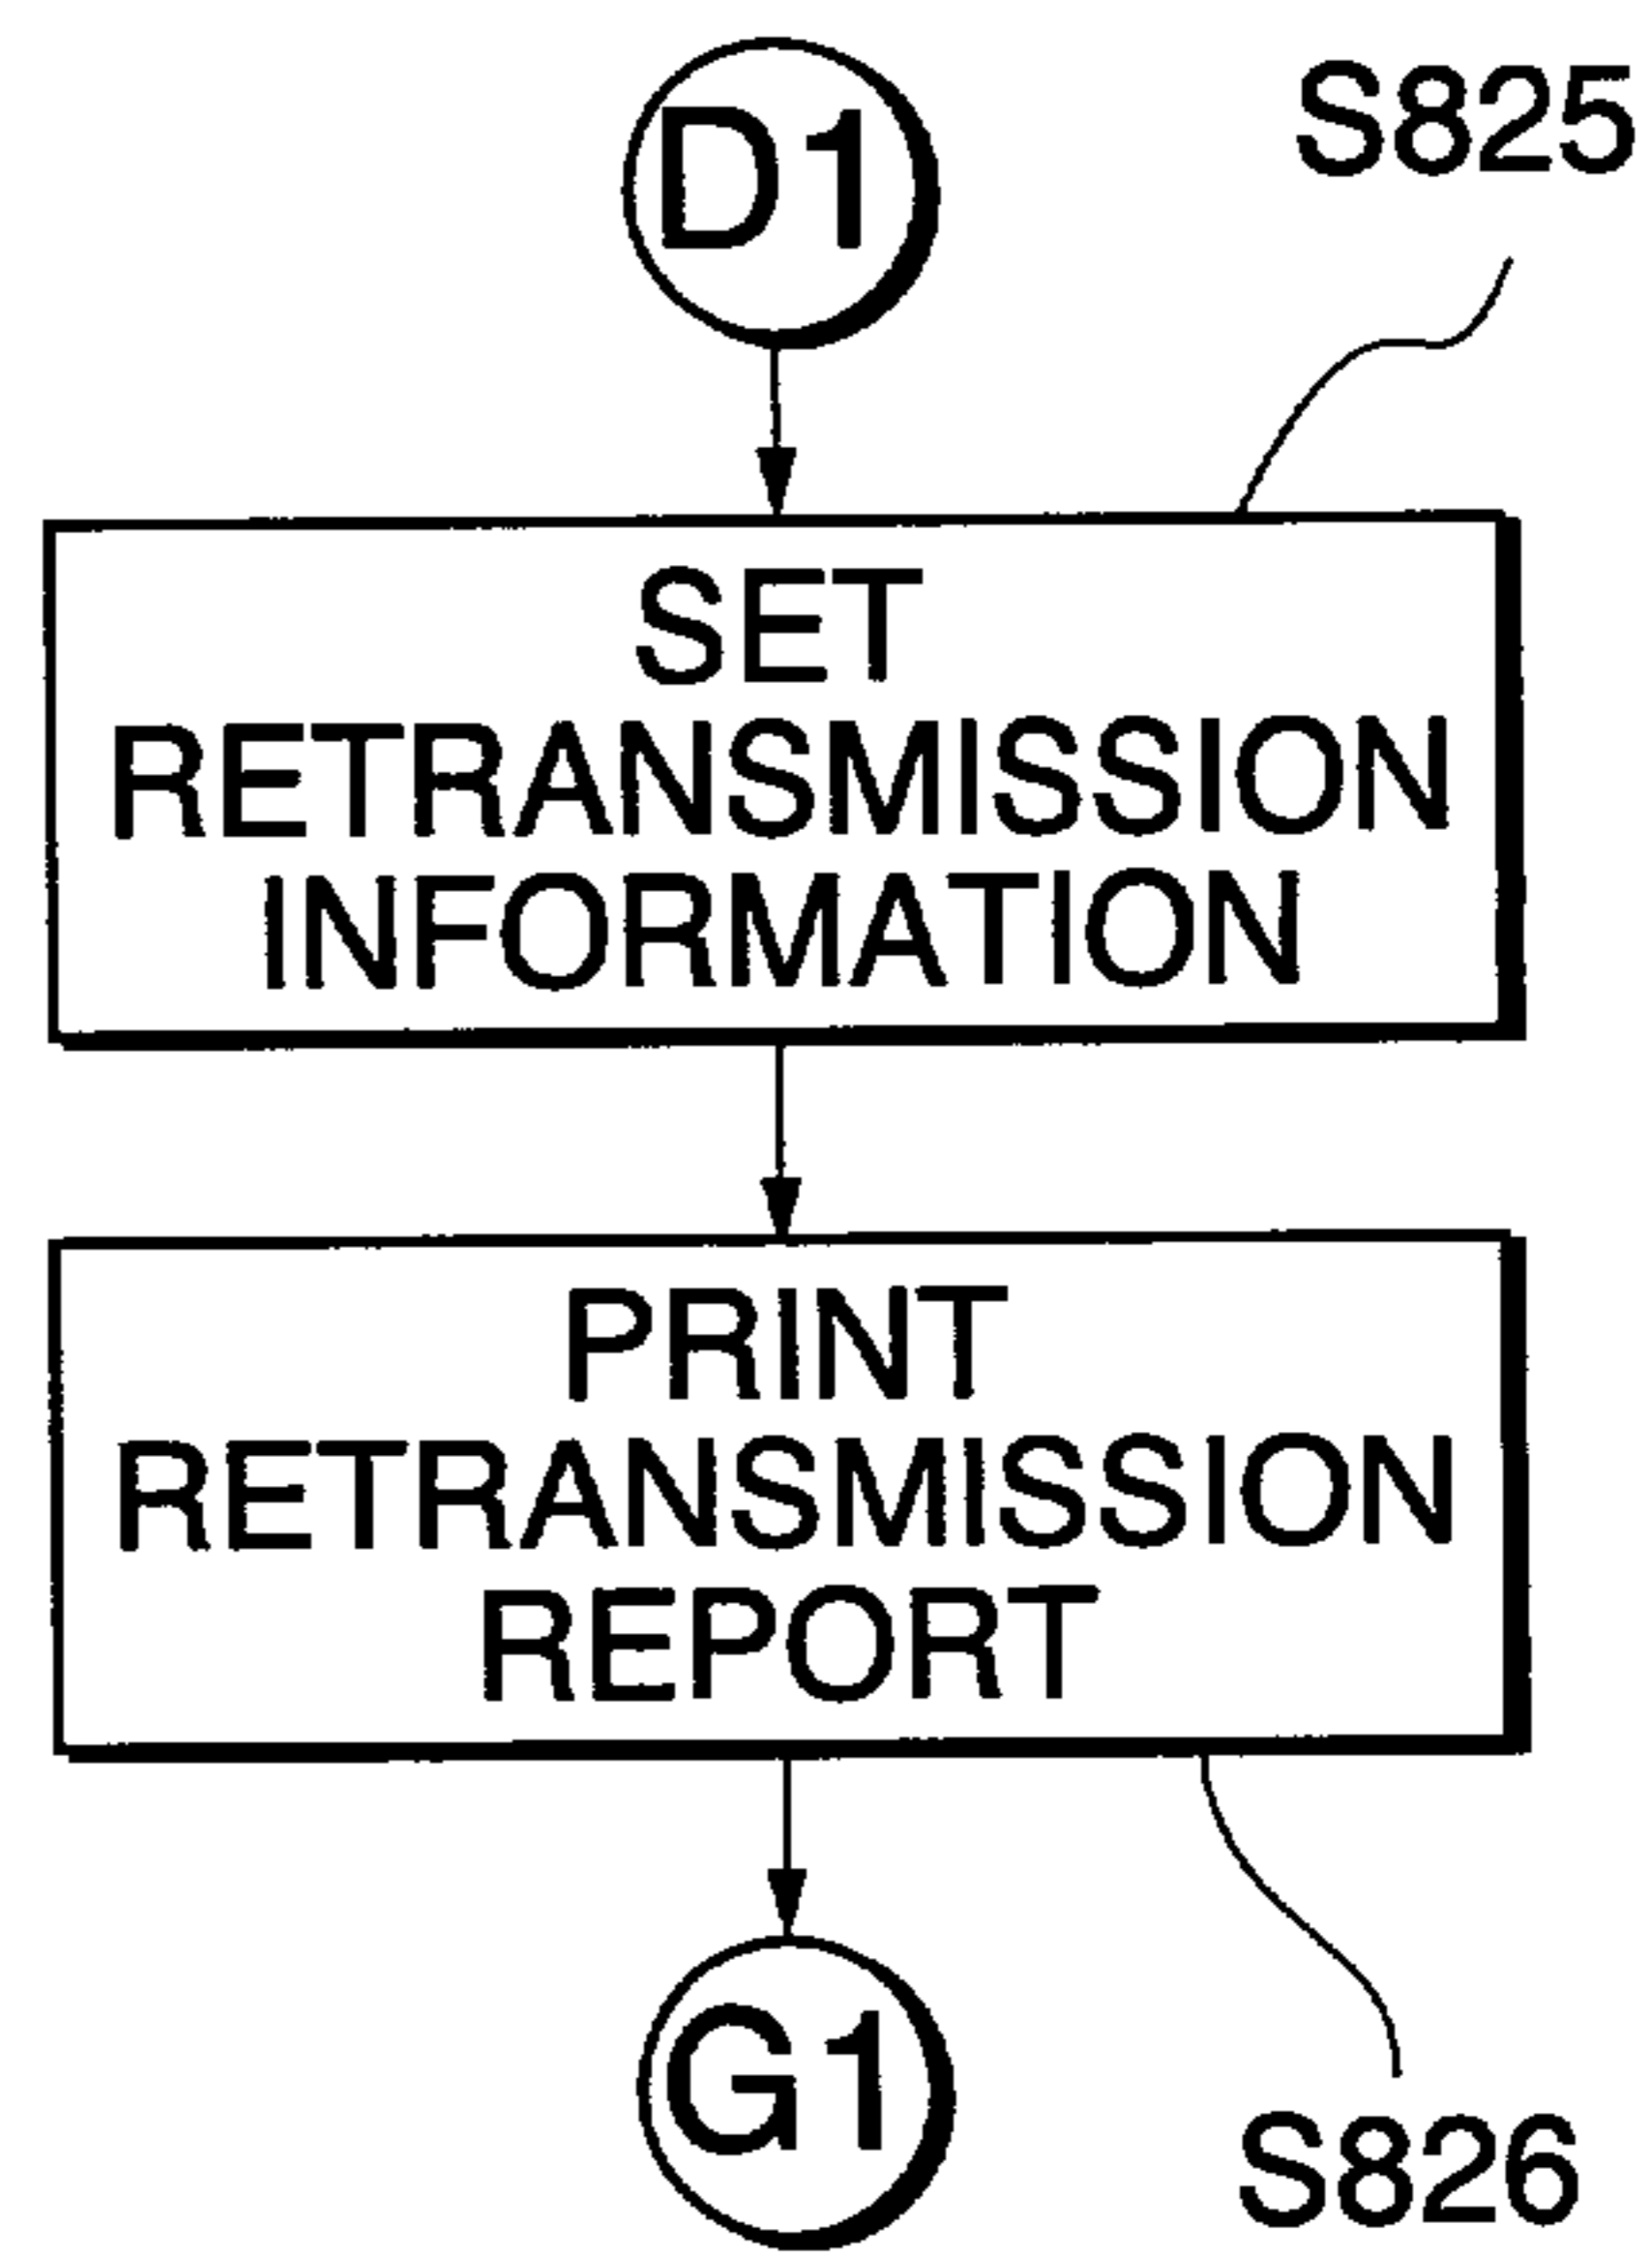 D1
S825
SET
RETRANSMISSION
INFORMATION
PRINT
RETRANSMISSION
REPORT
G1
S826